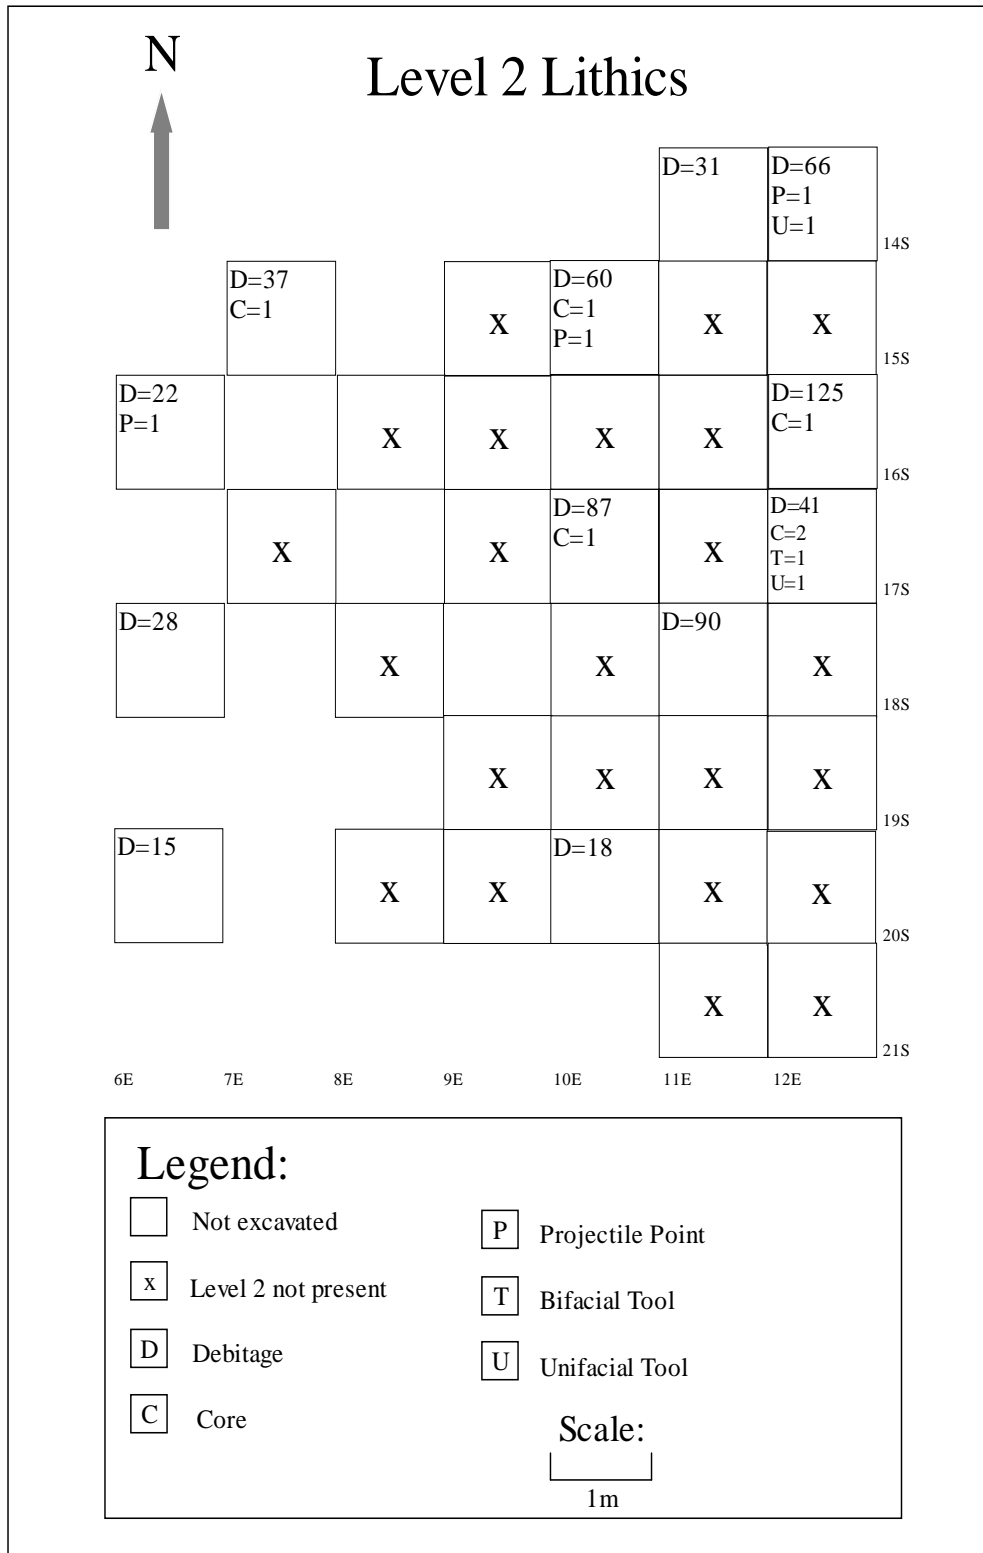 N
Level 2 Lithics
D=31
D=66
P=1
U=1
14S
D=37
C=1
x
D=60
C=1
P=1
x
x
15S
D=22
P=1
x
x
x
x
D=125
C=1
16S
x
x
D=87
C=1
x
D=41
C=2
T=1
U=1
17S
D=28
x
x
D=90
x
18S
x
x
x
x
19S
D=15
x
x
D=18
x
x
20S
x
x
21S
6E 7E 8E 9E 10E 11E 12E
Legend:
Not excavated
x Level 2 not present
D Debitage
C Core
P Projectile Point
T Bifacial Tool
U Unifacial Tool
Scale:
1m